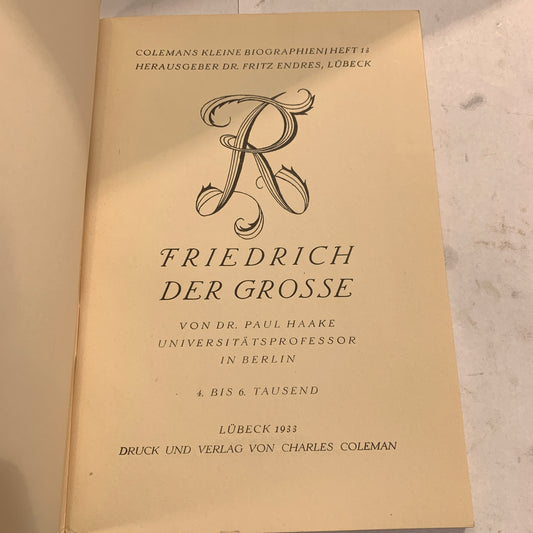 COLEMANS KLEINE BIOGRAPHIEN/HEFT 18
HERAUSGEBER DR. FRITZ ENDRES, LÜBECK
R
FRIEDRICH
DER GROSSE
VON DR. PAUL HAAKE
UNIVERSITÄTSPROFESSOR
IN BERLIN
4. BIS 6. TAUSEND
LÜBECK 1933
DRUCK UND VERLAG VON CHARLES COLEMAN